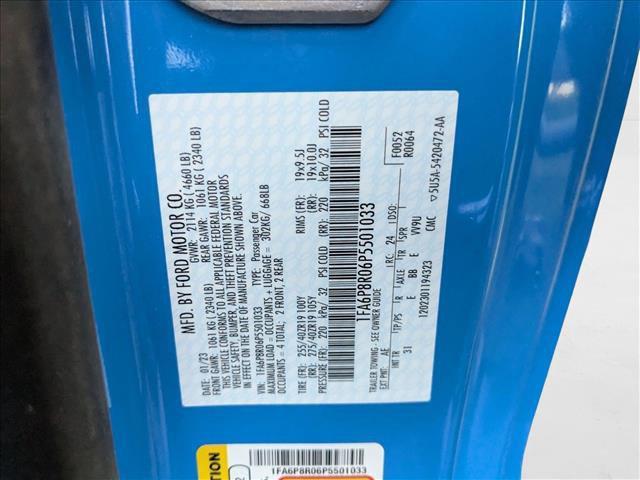 MFD. BY FORD MOTOR CO.
DATE: 01/23 GVWR: 2114 KG ( 4660 LB)
FRONT GAWR: 1061 KG ( 2340 LB) REAR GAWR: 1061 KG ( 2340 LB)
THIS VEHICLE CONFORMS TO ALL APPLICABLE FEDERAL MOTOR
VEHICLE SAFETY, BUMPER, AND THEFT PREVENTION STANDARDS
IN EFFECT ON THE DATE OF MANUFACTURE SHOWN ABOVE.
VIN: 1FA6P8R06P5501033 TYPE: Passenger Car
MAXIMUM LOAD = OCCUPANTS + LUGGAGE = 302KG/ 668LB
OCCUPANTS = 4 TOTAL; 2 FRONT, 2 REAR
TIRE (FR): 255/40ZR19 100Y RIMS (FR): 19x9.5J
(RR): 275/40ZR19 105Y (RR): 19x10.0J
PRESSURE (FR): 220 kPa/ 32 PSI COLD (RR): 220 kPa/ 32 PSI COLD
1FA6P8R06P5501033
TRAILER TOWING - SEE OWNER GUIDE
F0052
R0064
EXT PNT: AE RC: 24 DSO:
INT TR TP/PS R AXLE TR SPR
31 E BB E VV9U
1202301194323 CMC ▽5U5A-5420472-AA
1FA6P8R06P5501033